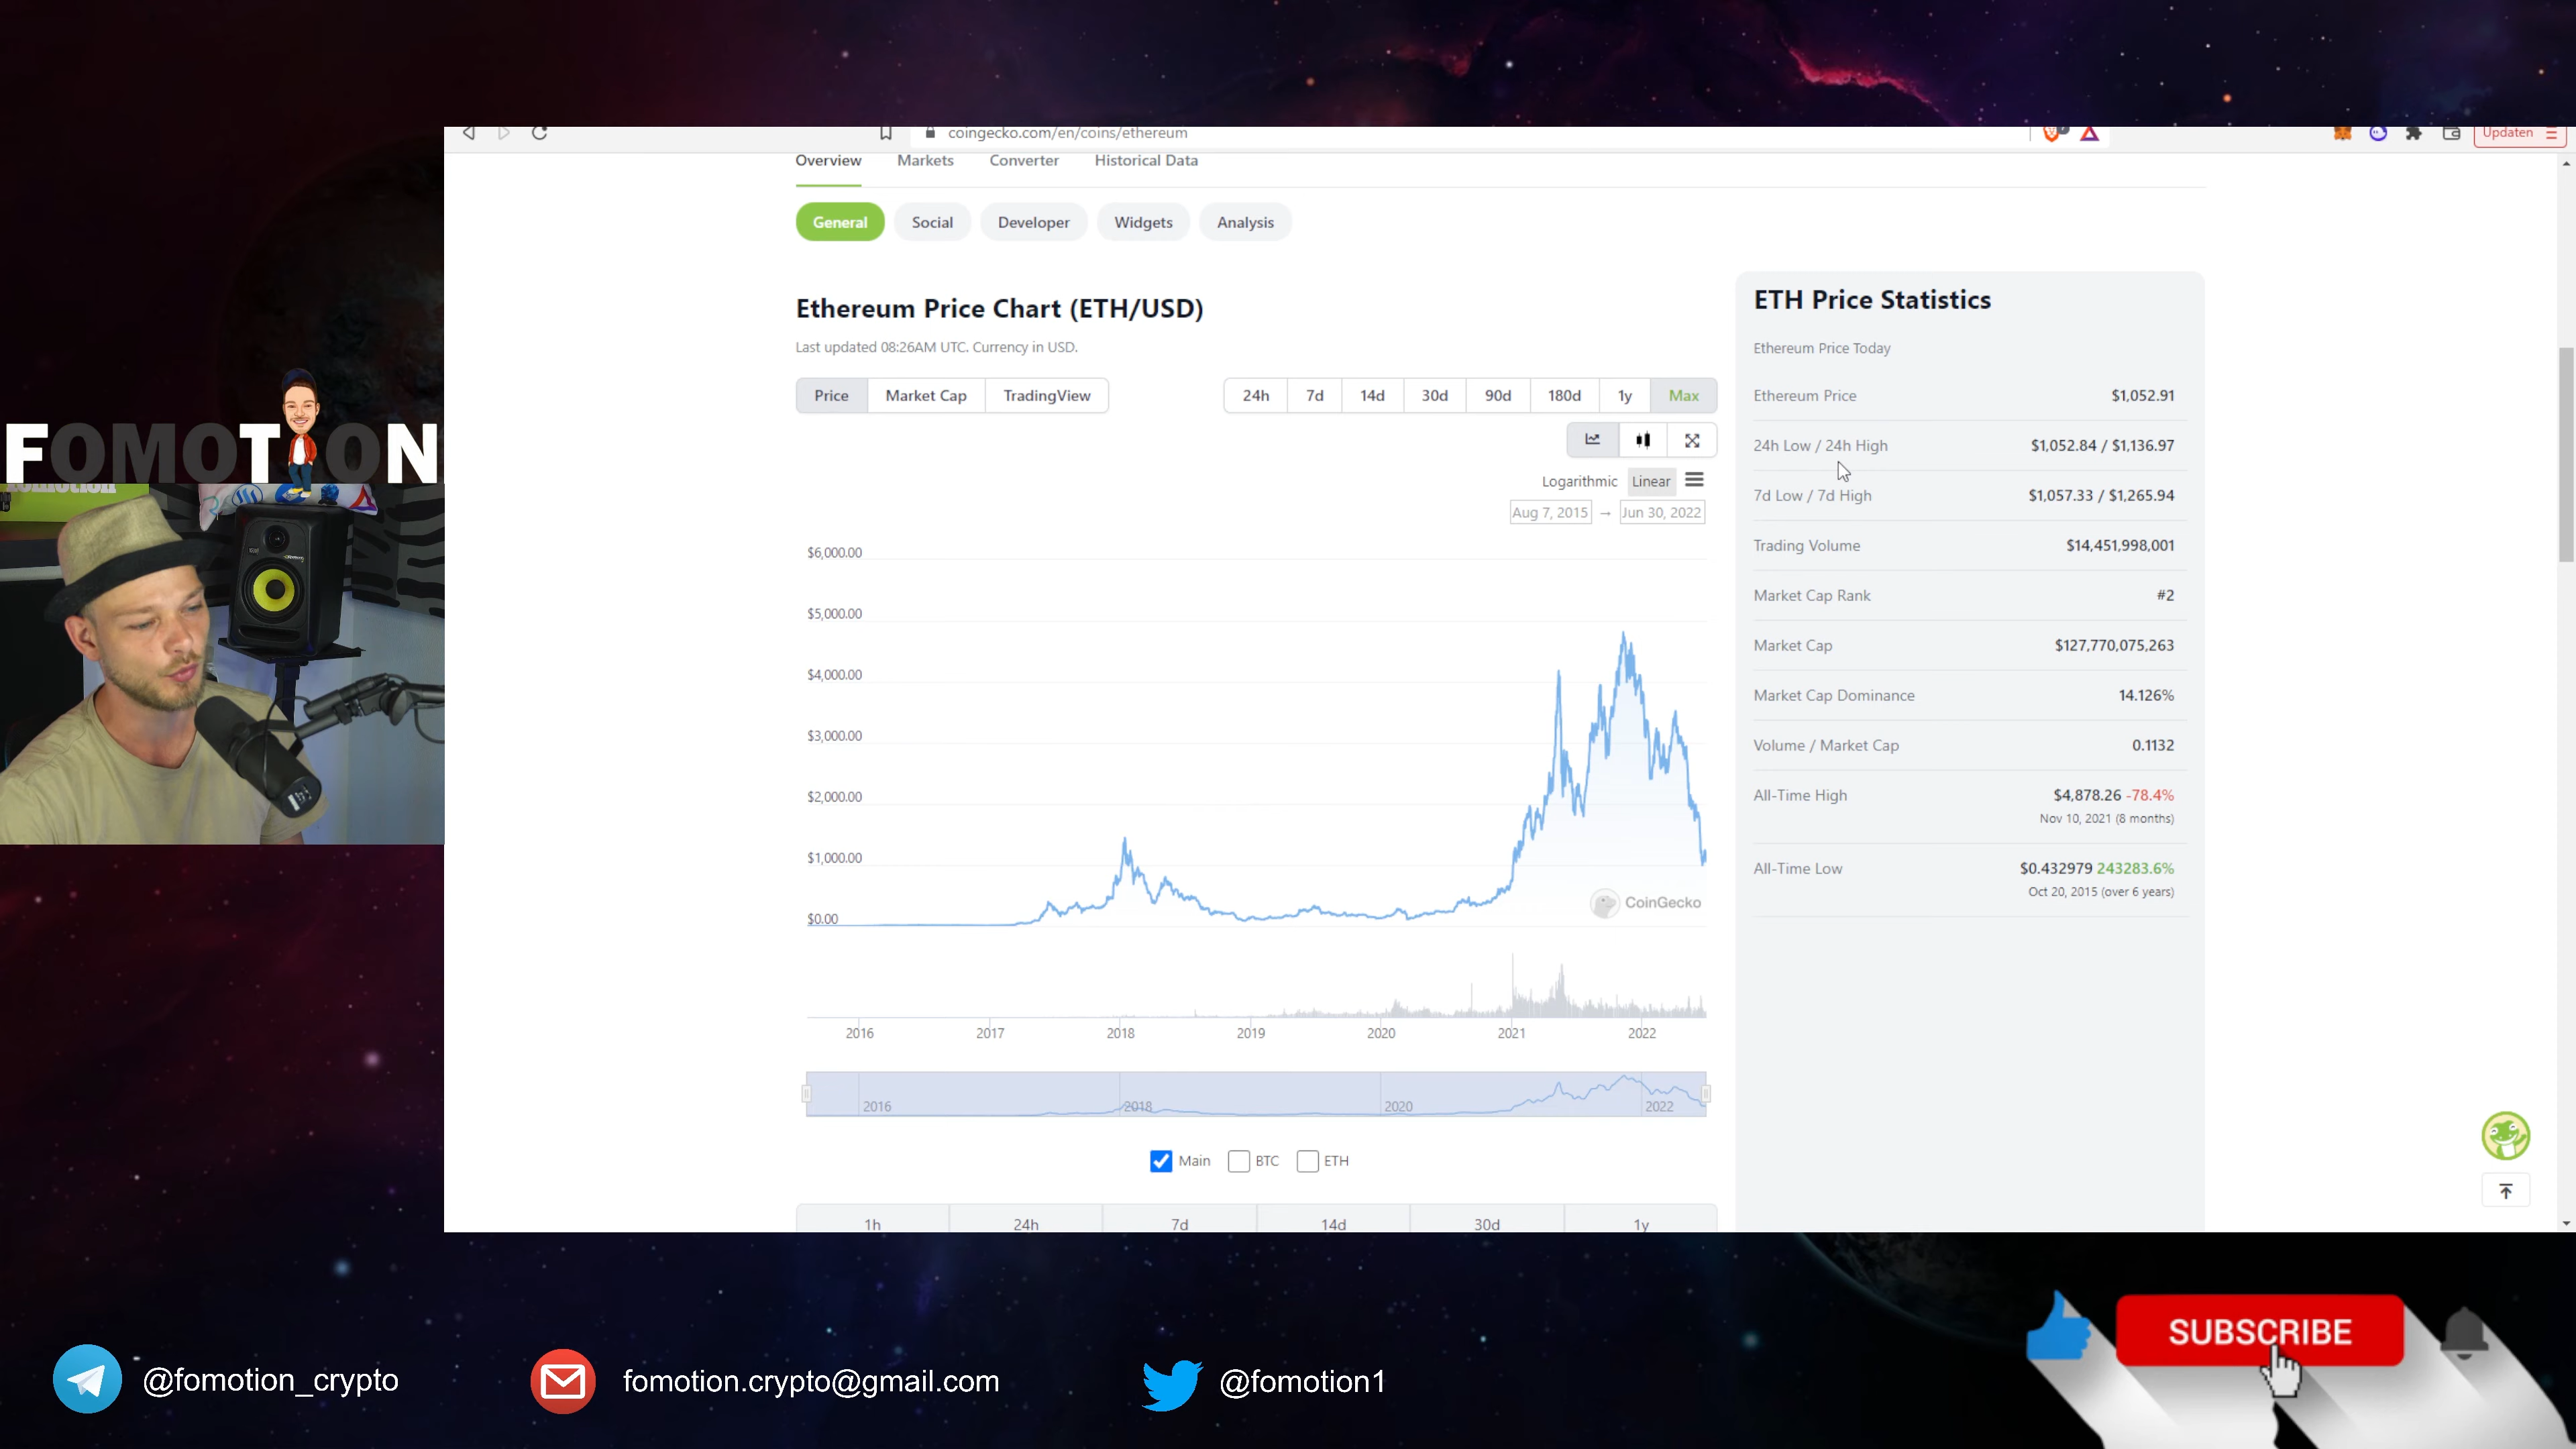 coingecko.com/en/coins/ethereum
Updaten
Overview Markets Converter Historical Data
General Social Developer Widgets Analysis
Ethereum Price Chart (ETH/USD)
Last updated 08:26AM UTC. Currency in USD.
Price Market Cap TradingView
24h 7d 14d 30d 90d 180d 1y Max
Logarithmic Linear
Aug 7, 2015 → Jun 30, 2022
$6,000.00
$5,000.00
$4,000.00
$3,000.00
$2,000.00
$1,000.00
$0.00
CoinGecko
2016 2017 2018 2019 2020 2021 2022
2016 2018 2020 2022
Main BTC ETH
1h 24h 7d 14d 30d 1y
ETH Price Statistics
Ethereum Price Today
Ethereum Price $1,052.91
24h Low / 24h High $1,052.84 / $1,136.97
7d Low / 7d High $1,057.33 / $1,265.94
Trading Volume $14,451,998,001
Market Cap Rank #2
Market Cap $127,770,075,263
Market Cap Dominance 14.126%
Volume / Market Cap 0.1132
All-Time High $4,878.26 -78.4%
Nov 10, 2021 (8 months)
All-Time Low $0.432979 243283.6%
Oct 20, 2015 (over 6 years)
FOMOTION
@fomotion_crypto
fomotion.crypto@gmail.com
@fomotion1
SUBSCRIBE